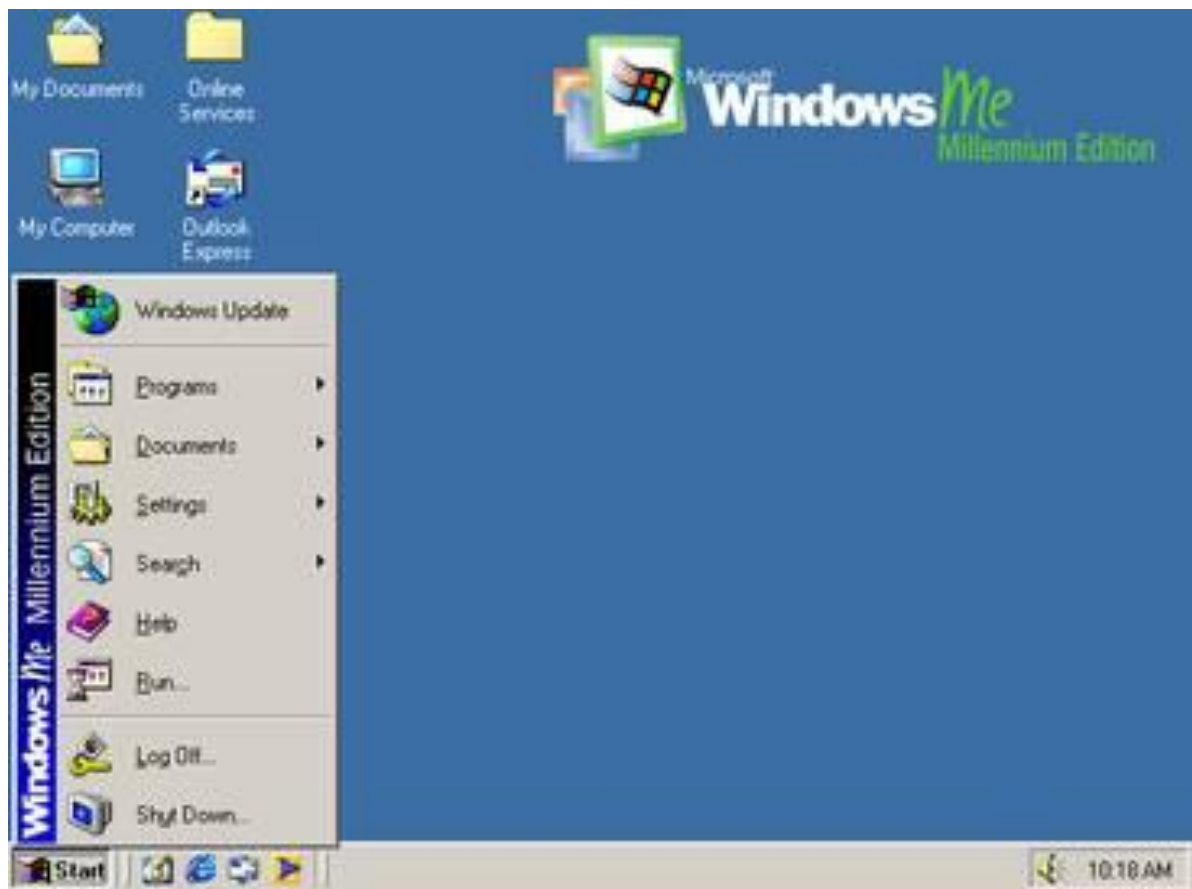 My Documents
Online
Services
My Computer
Outlook
Express
Microsoft
Windows Me
Millennium Edition
Windows Update
Programs
Documents
Settings
Search
Help
Run...
Log Off...
Shut Down...
Windows Me Millennium Edition
Start
10:18 AM